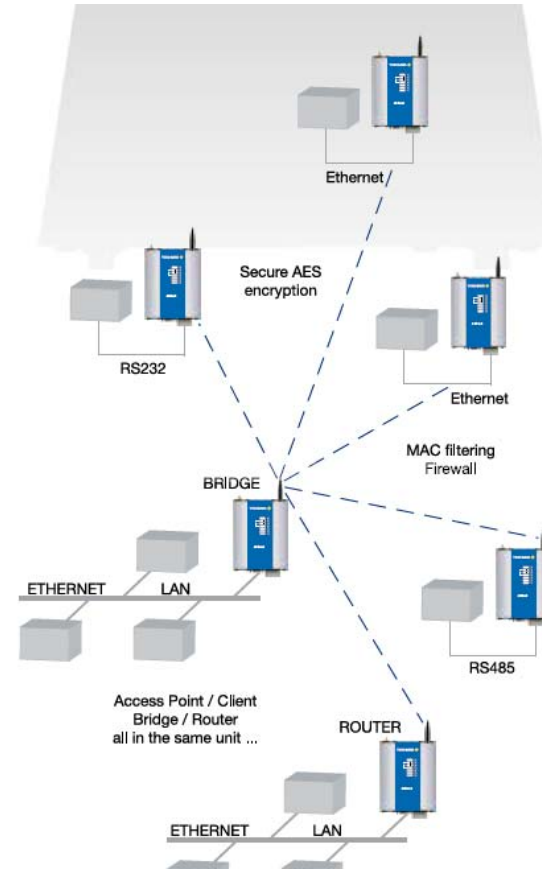 Ethernet
Secure AES
encryption
RS232
Ethernet
MAC filtering
Firewall
BRIDGE
ETHERNET LAN
RS485
Access Point / Client
Bridge / Router
all in the same unit ...
ROUTER
ETHERNET LAN